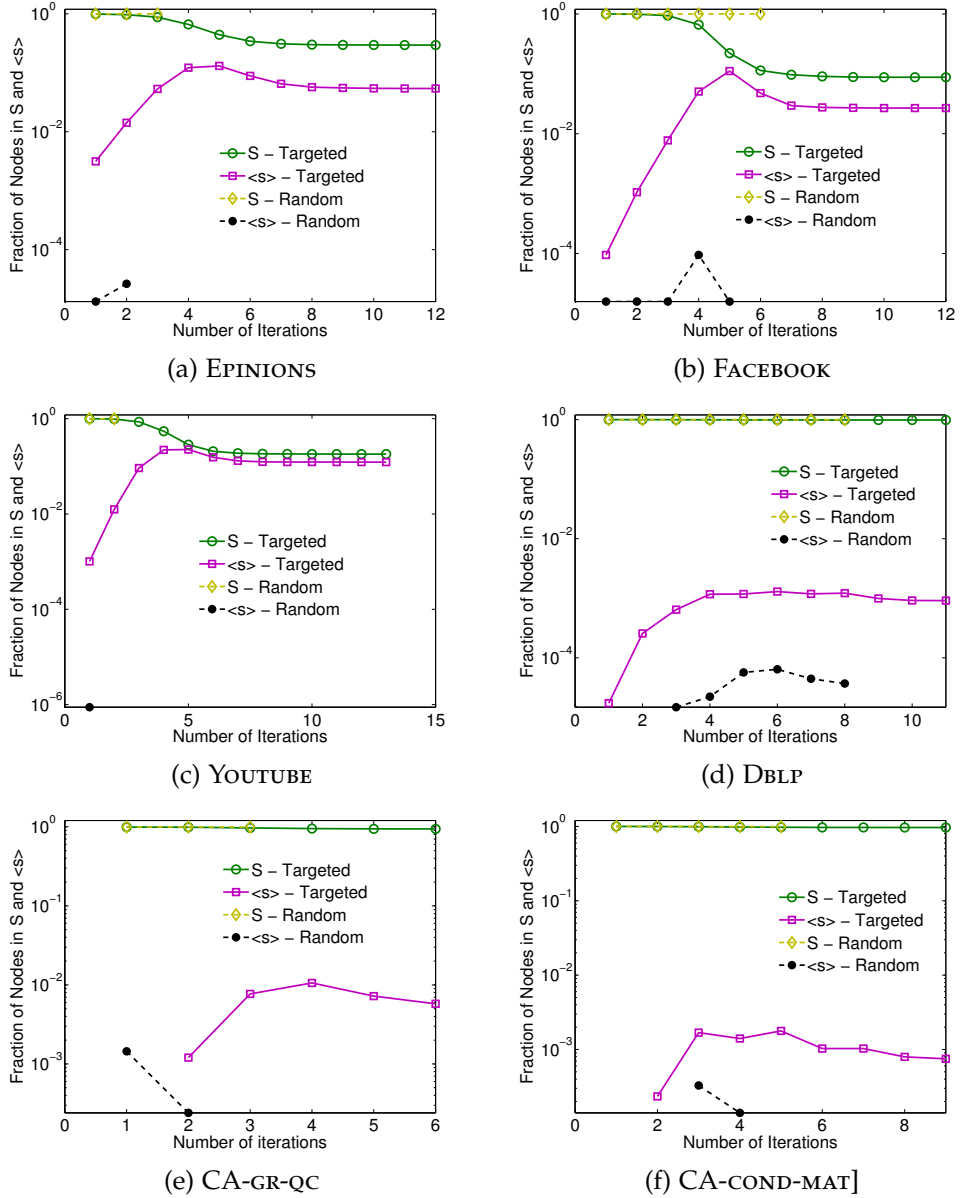 Fraction of Nodes in S and <s>
10^0
10^-2
10^-4
S − Targeted
<s> − Targeted
S − Random
<s> − Random
0 2 4 6 8 10 12
Number of Iterations
(a) Epinions
Fraction of Nodes in S and <s>
10^0
10^-2
10^-4
S − Targeted
<s> − Targeted
S − Random
<s> − Random
0 2 4 6 8 10 12
Number of Iterations
(b) Facebook
Fraction of Nodes in S and <s>
10^0
10^-2
10^-4
10^-6
S − Targeted
<s> − Targeted
S − Random
<s> − Random
0 5 10 15
Number of Iterations
(c) Youtube
Fraction of Nodes in S and <s>
10^0
10^-2
10^-4
S − Targeted
<s> − Targeted
S − Random
<s> − Random
0 2 4 6 8 10
Number of Iterations
(d) Dblp
Fraction of Nodes in S and <s>
10^0
10^-1
10^-2
10^-3
S − Targeted
<s> − Targeted
S − Random
<s> − Random
0 1 2 3 4 5 6
Number of iterations
(e) CA-gr-qc
Fraction of Nodes in S and <s>
10^0
10^-1
10^-2
10^-3
S − Targeted
<s> − Targeted
S − Random
<s> − Random
0 2 4 6 8
Number of Iterations
(f) CA-cond-mat]